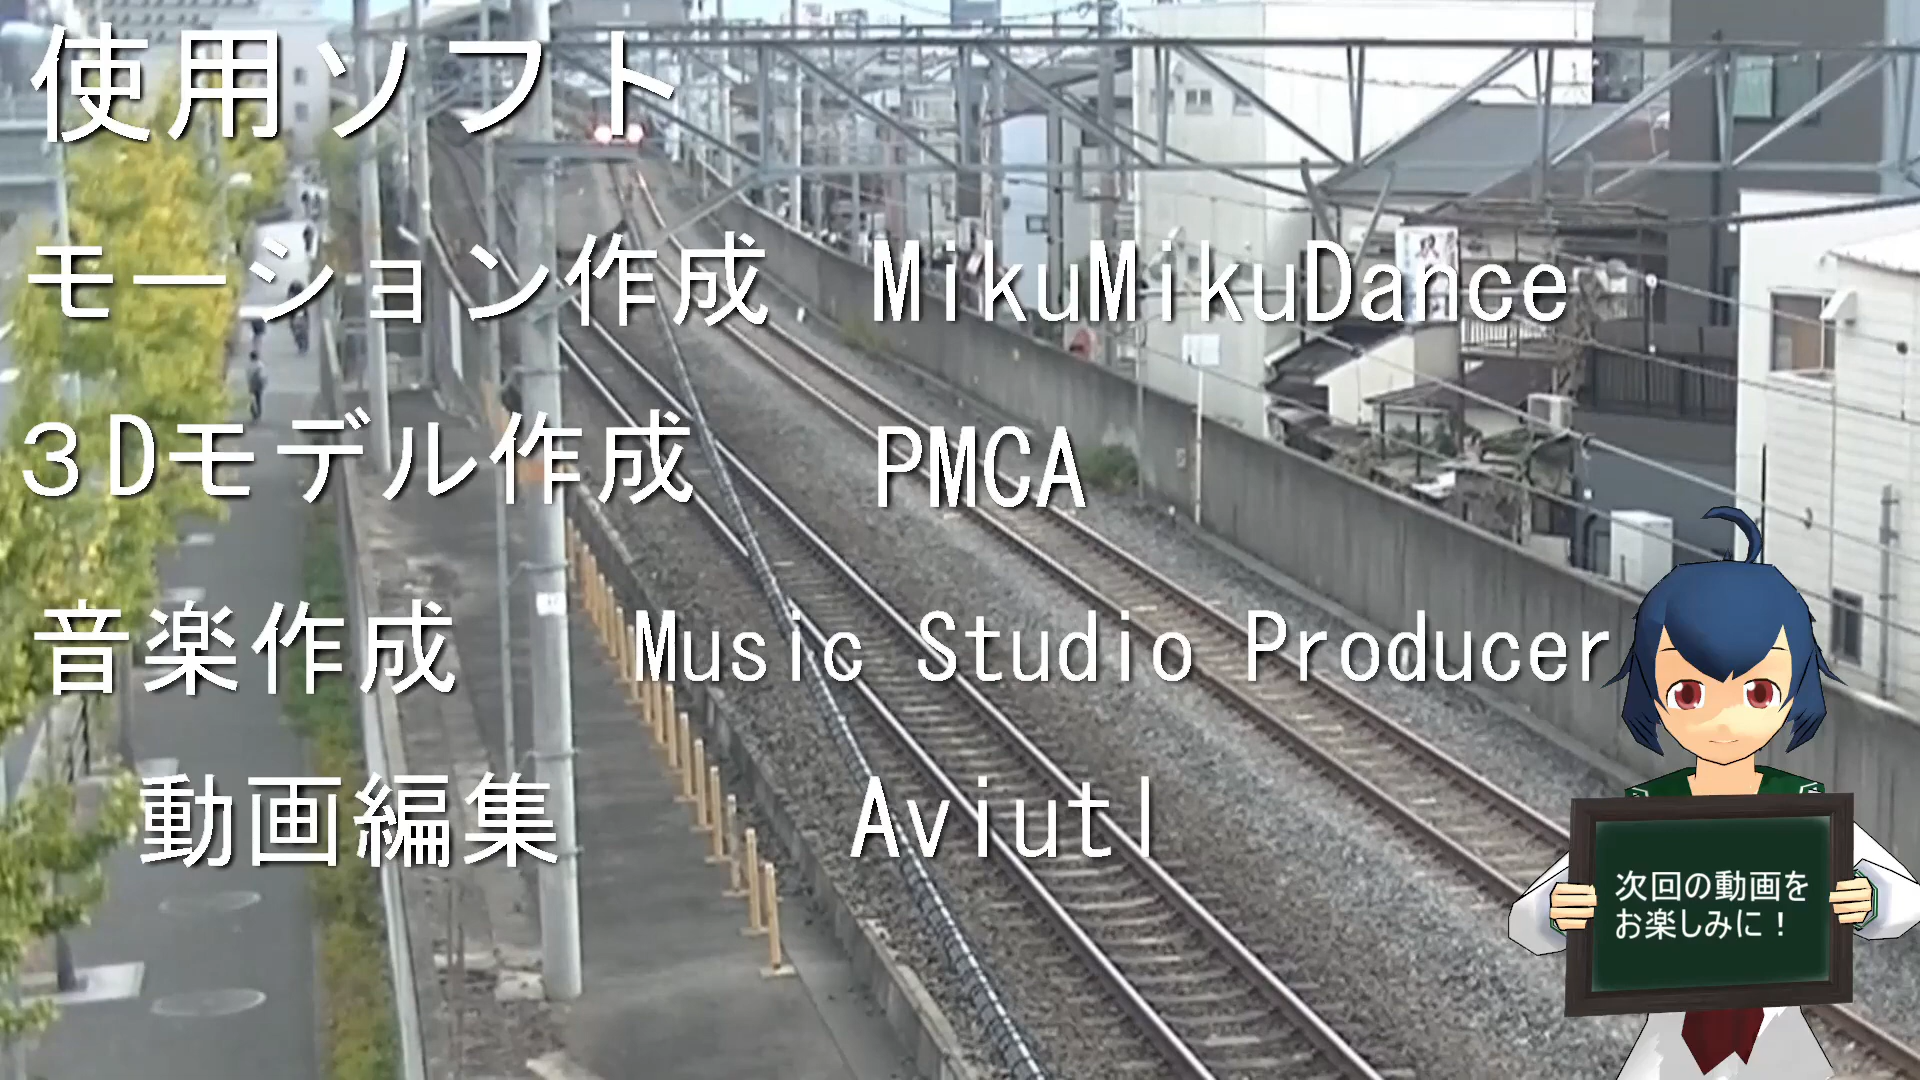 使用ソフト
モーション作成 MikuMikuDance
３Dモデル作成 PMCA
音楽作成 Music Studio Producer
動画編集 Aviutl
次回の動画を
お楽しみに！